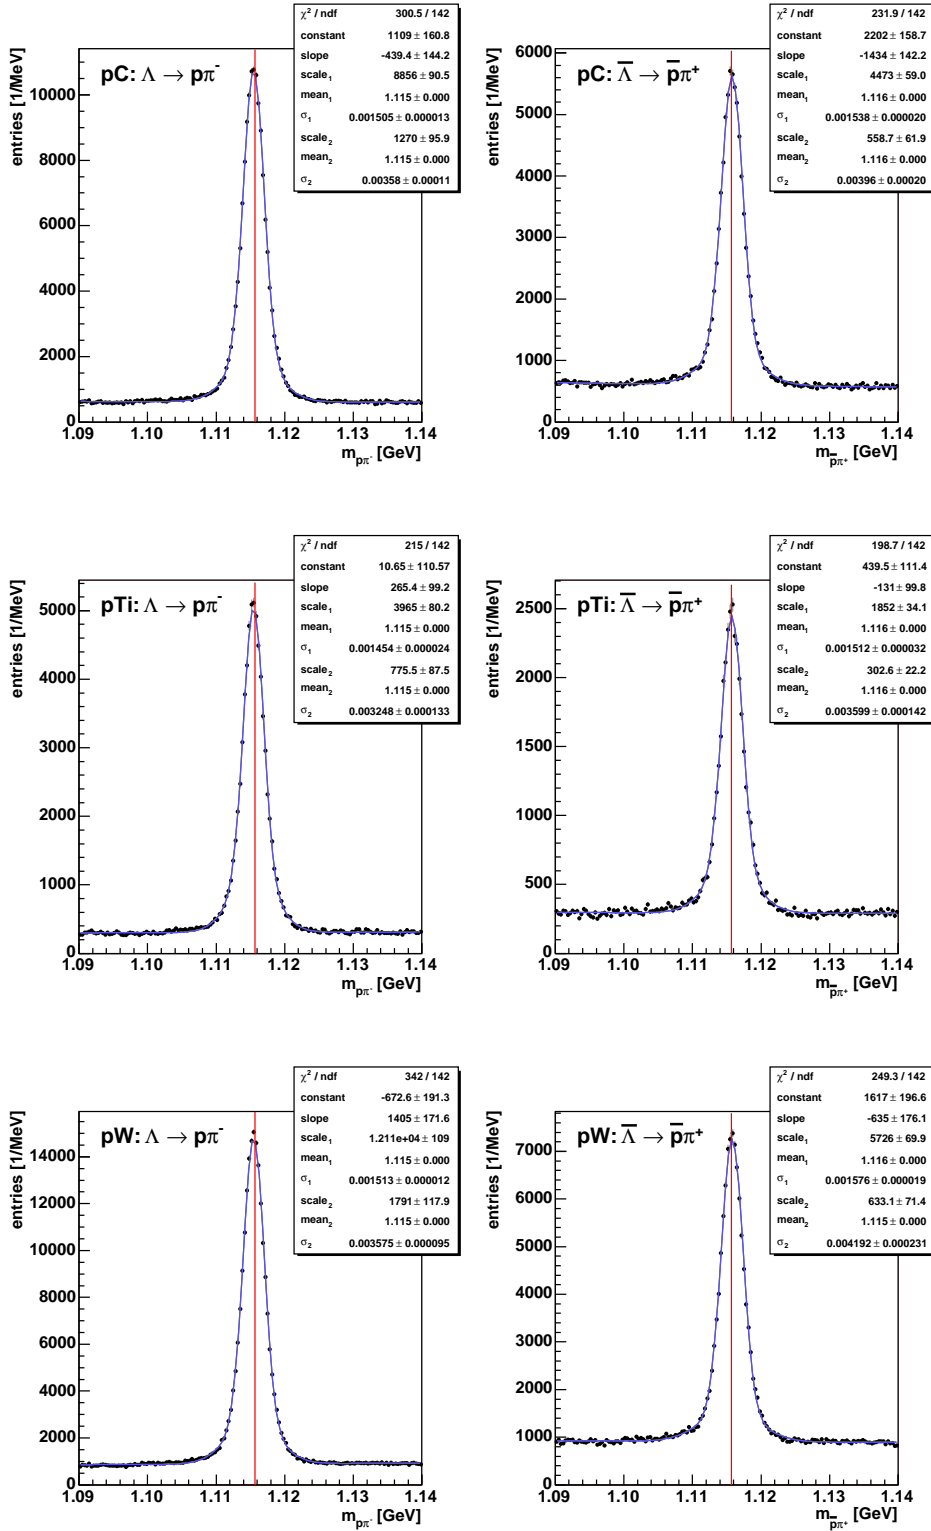 χ² / ndf 300.5 / 142
constant 1109 ± 160.8
slope -439.4 ± 144.2
scale₁ 8856 ± 90.5
mean₁ 1.115 ± 0.000
σ₁ 0.001505 ± 0.000013
scale₂ 1270 ± 95.9
mean₂ 1.115 ± 0.000
σ₂ 0.00358 ± 0.00011
pC: Λ → pπ⁻
entries [1/MeV]
10000
8000
6000
4000
2000
0
1.09 1.10 1.11 1.12 1.13 1.14
m_pπ⁻ [GeV]
χ² / ndf 231.9 / 142
constant 2202 ± 158.7
slope -1434 ± 142.2
scale₁ 4473 ± 59.0
mean₁ 1.116 ± 0.000
σ₁ 0.001538 ± 0.000020
scale₂ 558.7 ± 61.9
mean₂ 1.116 ± 0.000
σ₂ 0.00396 ± 0.00020
pC: Λ̅ → p̅π⁺
entries [1/MeV]
6000
5000
4000
3000
2000
1000
0
1.09 1.10 1.11 1.12 1.13 1.14
m_p̅π⁺ [GeV]
χ² / ndf 215 / 142
constant 10.65 ± 110.57
slope 265.4 ± 99.2
scale₁ 3965 ± 80.2
mean₁ 1.115 ± 0.000
σ₁ 0.001454 ± 0.000024
scale₂ 775.5 ± 87.5
mean₂ 1.115 ± 0.000
σ₂ 0.003248 ± 0.000133
pTi: Λ → pπ⁻
entries [1/MeV]
5000
4000
3000
2000
1000
0
1.09 1.10 1.11 1.12 1.13 1.14
m_pπ⁻ [GeV]
χ² / ndf 198.7 / 142
constant 439.5 ± 111.4
slope -131 ± 99.8
scale₁ 1852 ± 34.1
mean₁ 1.116 ± 0.000
σ₁ 0.001512 ± 0.000032
scale₂ 302.6 ± 22.2
mean₂ 1.116 ± 0.000
σ₂ 0.003599 ± 0.000142
pTi: Λ̅ → p̅π⁺
entries [1/MeV]
2500
2000
1500
1000
500
0
1.09 1.10 1.11 1.12 1.13 1.14
m_p̅π⁺ [GeV]
χ² / ndf 342 / 142
constant -672.6 ± 191.3
slope 1405 ± 171.6
scale₁ 1.211e+04 ± 109
mean₁ 1.115 ± 0.000
σ₁ 0.001513 ± 0.000012
scale₂ 1791 ± 117.9
mean₂ 1.115 ± 0.000
σ₂ 0.003575 ± 0.000095
pW: Λ → pπ⁻
entries [1/MeV]
14000
12000
10000
8000
6000
4000
2000
0
1.09 1.10 1.11 1.12 1.13 1.14
m_pπ⁻ [GeV]
χ² / ndf 249.3 / 142
constant 1617 ± 196.6
slope -635 ± 176.1
scale₁ 5726 ± 69.9
mean₁ 1.116 ± 0.000
σ₁ 0.001576 ± 0.000019
scale₂ 633.1 ± 71.4
mean₂ 1.115 ± 0.000
σ₂ 0.004192 ± 0.000231
pW: Λ̅ → p̅π⁺
entries [1/MeV]
7000
6000
5000
4000
3000
2000
1000
0
1.09 1.10 1.11 1.12 1.13 1.14
m_p̅π⁺ [GeV]